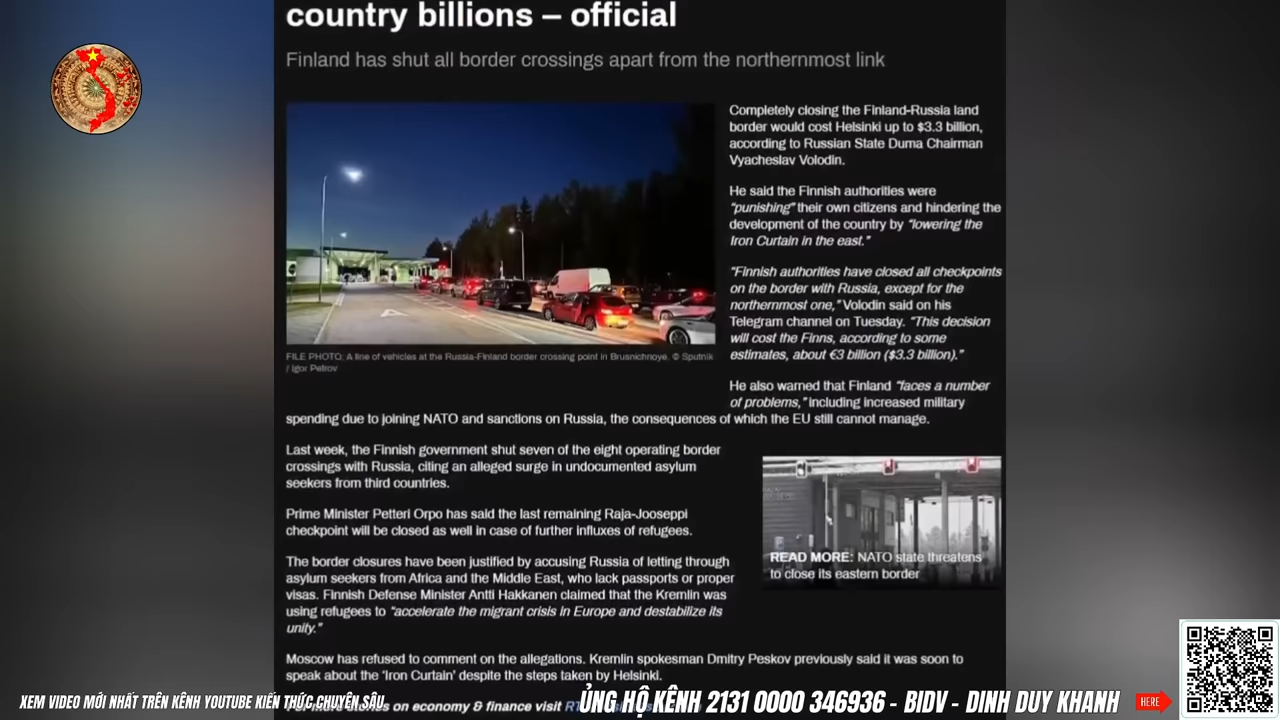 country billions – official
Finland has shut all border crossings apart from the northernmost link
Completely closing the Finland-Russia land
border would cost Helsinki up to $3.3 billion,
according to Russian State Duma Chairman
Vyacheslav Volodin.
He said the Finnish authorities were
“punishing” their own citizens and hindering the
development of the country by “lowering the
Iron Curtain in the east.”
“Finnish authorities have closed all checkpoints
on the border with Russia, except for the
northernmost one,” Volodin said on his
Telegram channel on Tuesday. “This decision
will cost the Finns, according to some
estimates, about €3 billion ($3.3 billion).”
FILE PHOTO: A line of vehicles at the Russia-Finland border crossing point in Brusnichnoye. © Sputnik
/ Igor Petrov
He also warned that Finland “faces a number
of problems,” including increased military
spending due to joining NATO and sanctions on Russia, the consequences of which the EU still cannot manage.
Last week, the Finnish government shut seven of the eight operating border
crossings with Russia, citing an alleged surge in undocumented asylum
seekers from third countries.
Prime Minister Petteri Orpo has said the last remaining Raja-Jooseppi
checkpoint will be closed as well in case of further influxes of refugees.
READ MORE: NATO state threatens
to close its eastern border
The border closures have been justified by accusing Russia of letting through
asylum seekers from Africa and the Middle East, who lack passports or proper
visas. Finnish Defense Minister Antti Hakkanen claimed that the Kremlin was
using refugees to “accelerate the migrant crisis in Europe and destabilize its
unity.”
Moscow has refused to comment on the allegations. Kremlin spokesman Dmitry Peskov previously said it was soon to
speak about the ‘Iron Curtain’ despite the steps taken by Helsinki.
on economy & finance visit
XEM VIDEO MỚI NHẤT TRÊN KÊNH YOUTUBE KIẾN THỨC CHUYÊN SÂU
ỦNG HỘ KÊNH 2131 0000 346936 - BIDV - DINH DUY KHANH
HERE